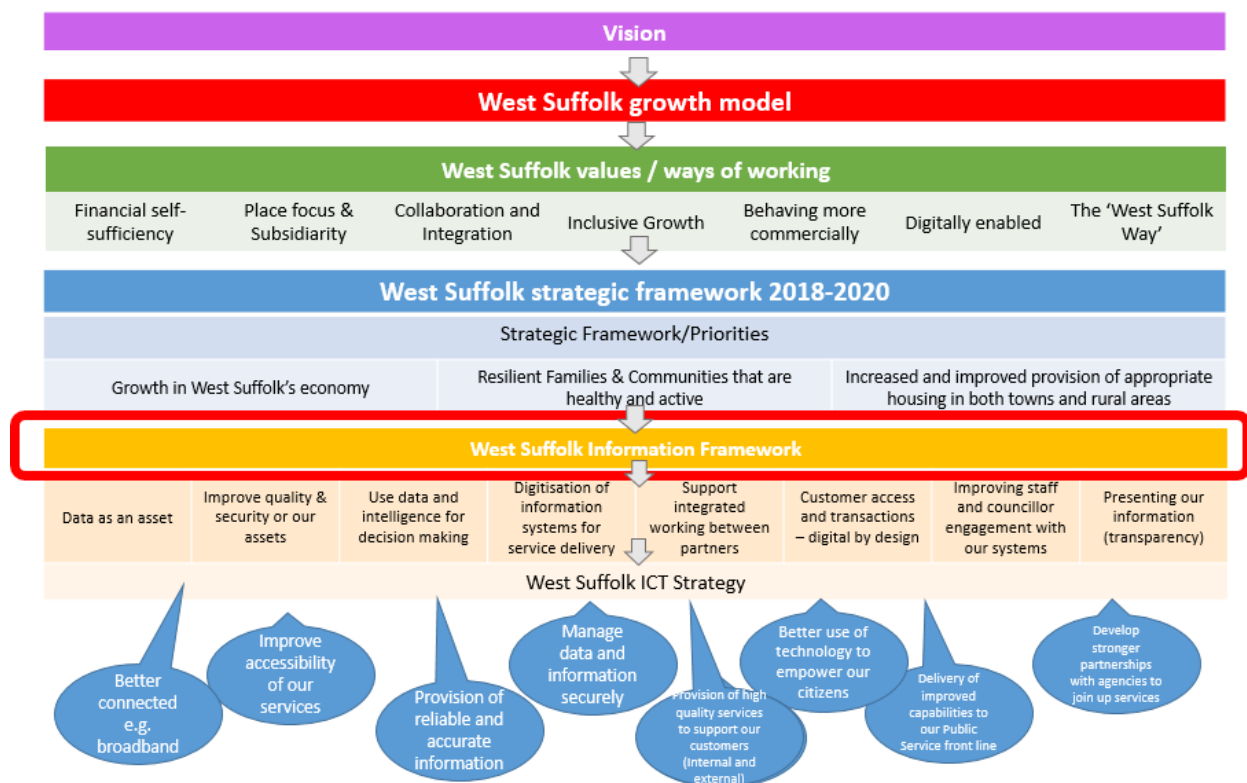 Vision
West Suffolk growth model
West Suffolk values / ways of working
Financial self-
sufficiency
Place focus &
Subsidiarity
Collaboration and
Integration
Inclusive Growth
Behaving more
commercially
Digitally enabled
The ‘West Suffolk
Way’
West Suffolk strategic framework 2018-2020
Strategic Framework/Priorities
Growth in West Suffolk’s economy
Resilient Families & Communities that are
healthy and active
Increased and improved provision of appropriate
housing in both towns and rural areas
West Suffolk Information Framework
Data as an asset
Improve quality &
security or our
assets
Use data and
intelligence for
decision making
Digitisation of
information
systems for
service delivery
Support
integrated
working between
partners
Customer access
and transactions
– digital by design
Improving staff
and councillor
engagement with
our systems
Presenting our
information
(transparency)
West Suffolk ICT Strategy
Better
connected
e.g.
broadband
Improve
accessibility
of our
services
Provision of
reliable and
accurate
information
Manage
data and
information
securely
Provision of high
quality services
to support our
customers
(Internal and
external)
Better use of
technology to
empower our
citizens
Delivery of
improved
capabilities to
our Public
Service front line
Develop
stronger
partnerships
with agencies to
join up services